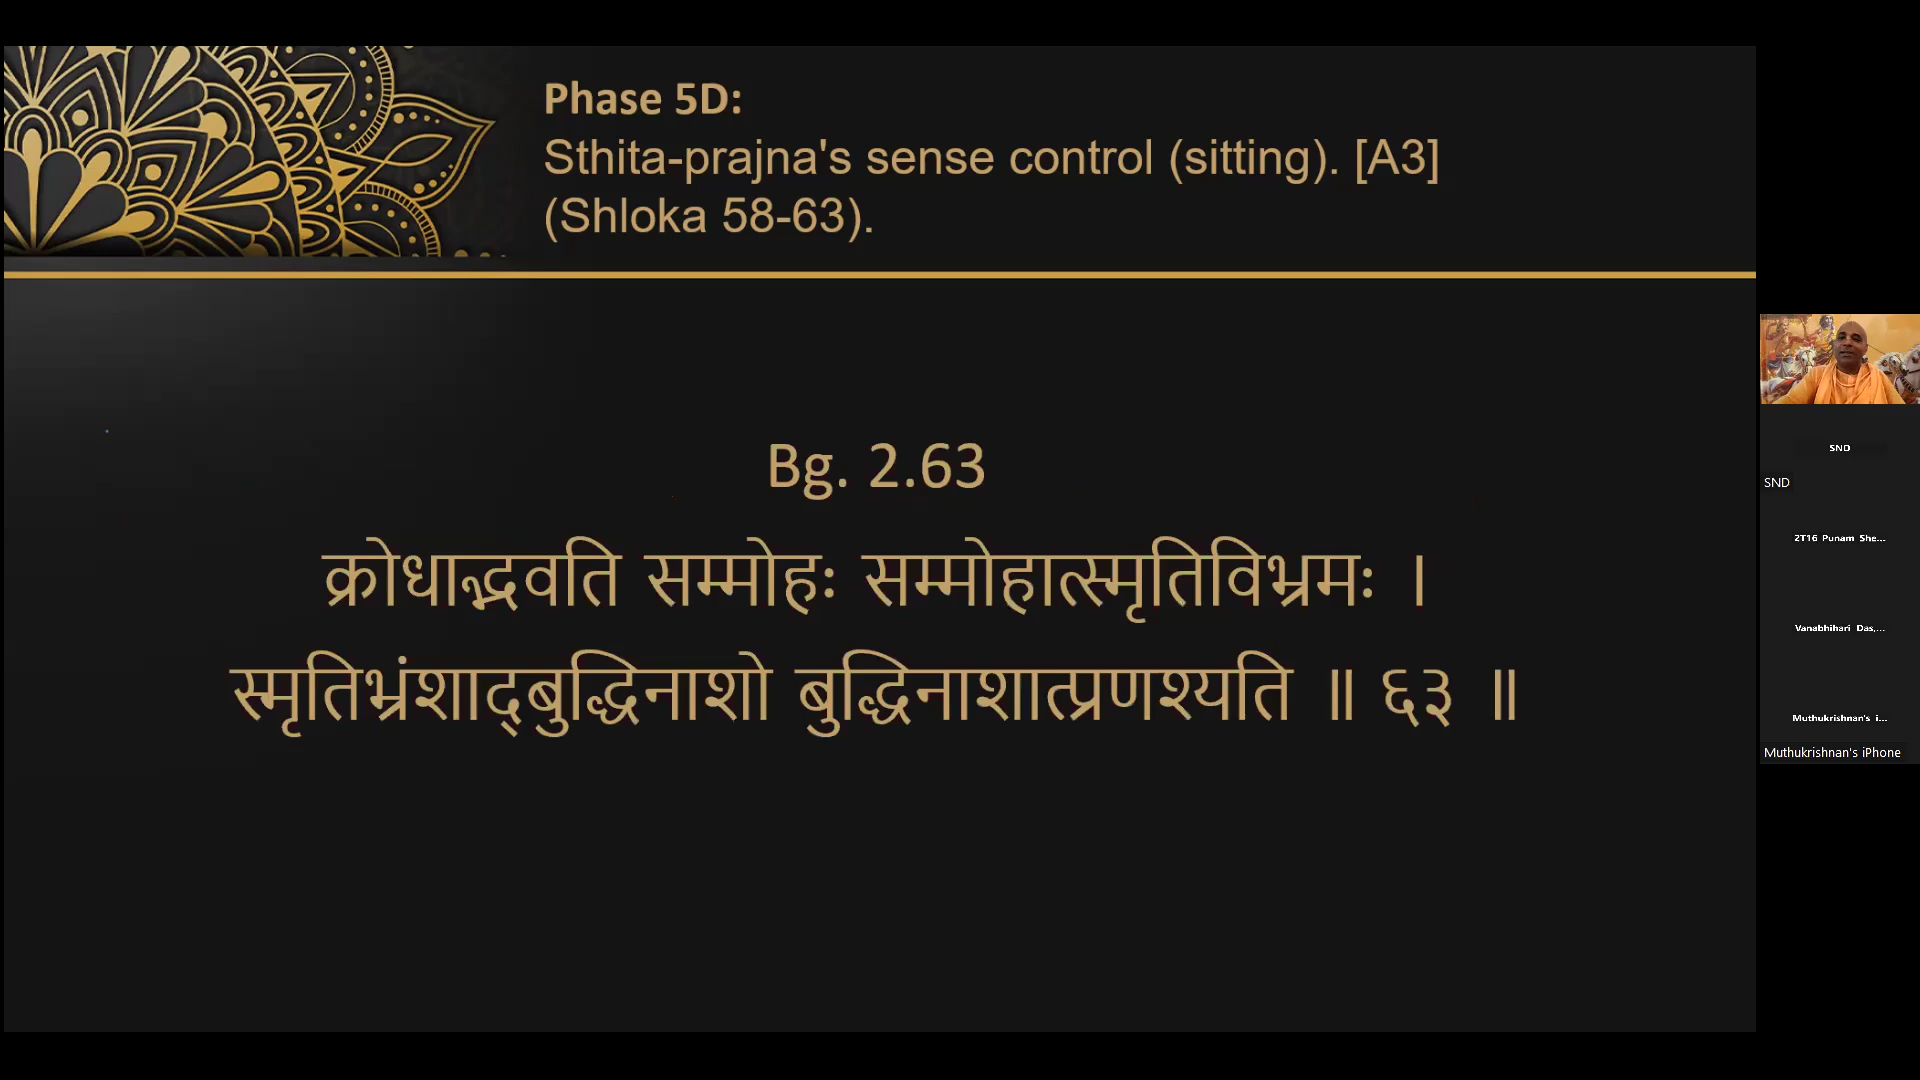 Phase 5D:
Sthita-prajna's sense control (sitting). [A3]
(Shloka 58-63).
Bg. 2.63
क्रोधाद्भवति सम्मोहः सम्मोहात्स्मृतिविभ्रमः ।
स्मृतिभ्रंशाद्‌बुद्धिनाशो बुद्धिनाशात्प्रणश्यति ॥ ६३ ॥
SND
SND
2T16 Punam She...
Vanabhihari Das,...
Muthukrishnan's i...
Muthukrishnan's iPhone